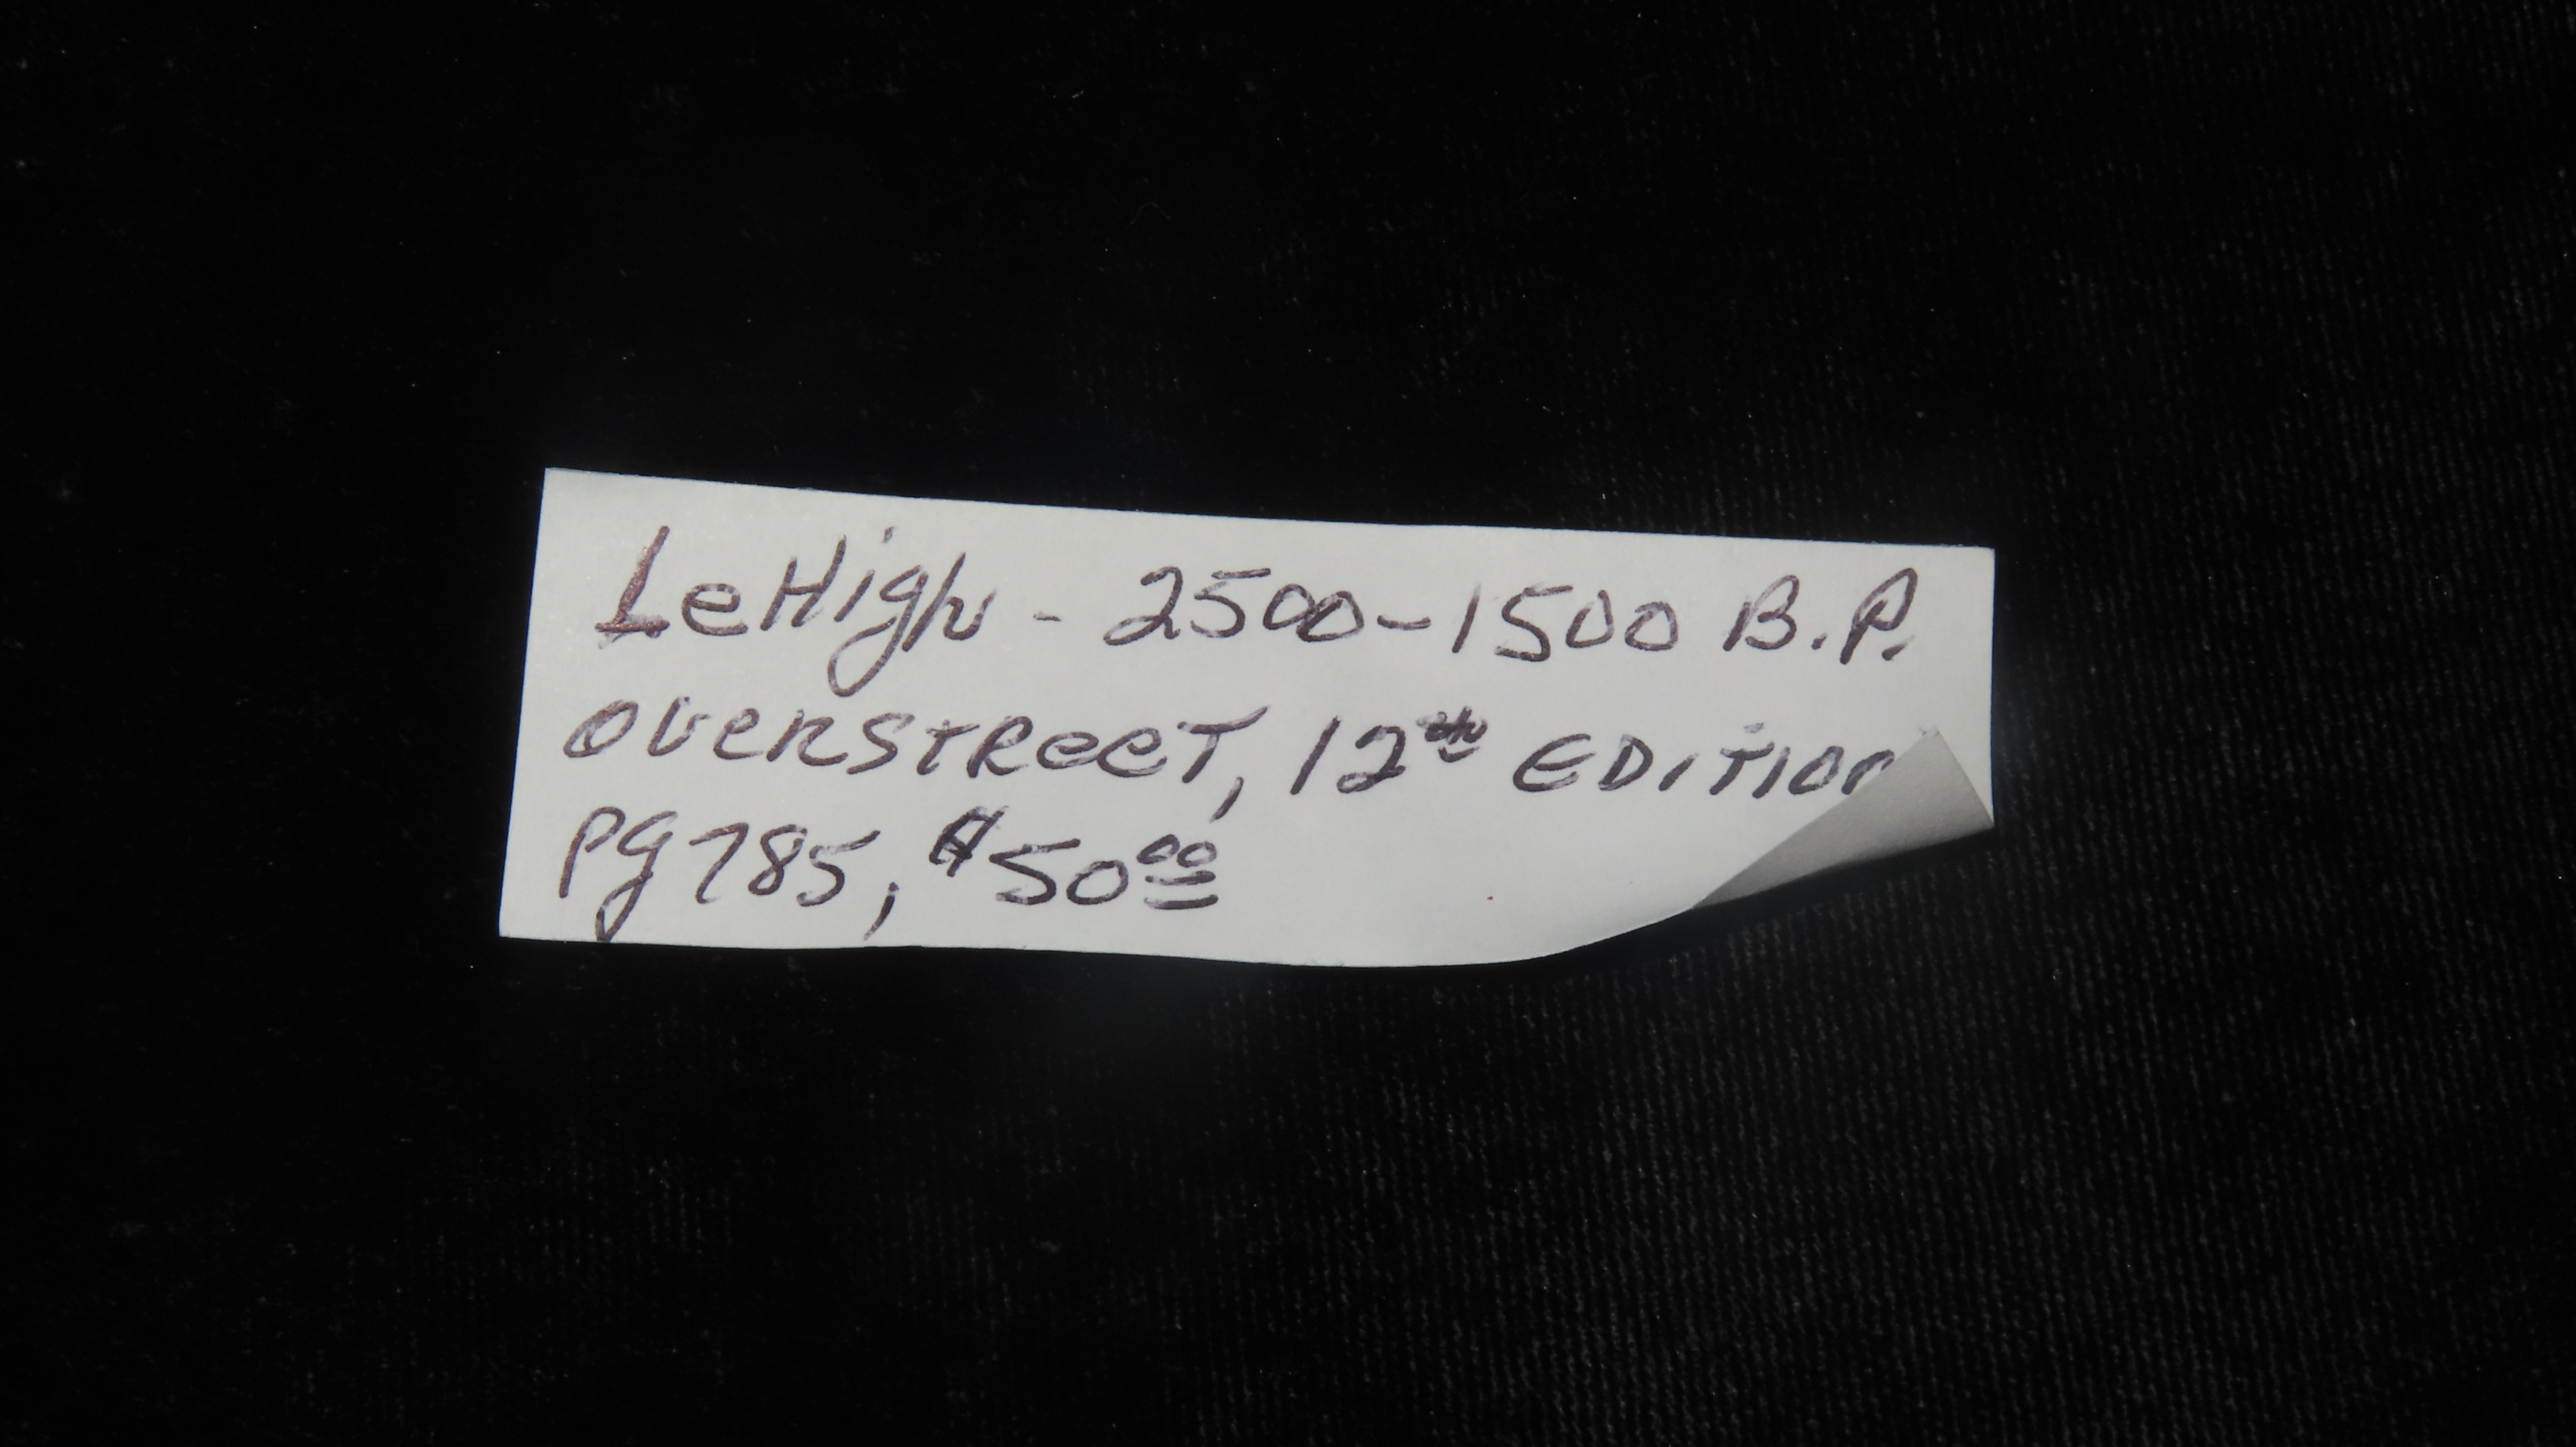 LeHigh - 2500-1500 B.P.
OVERSTREET, 12th EDITION
Pg 785, $50.00